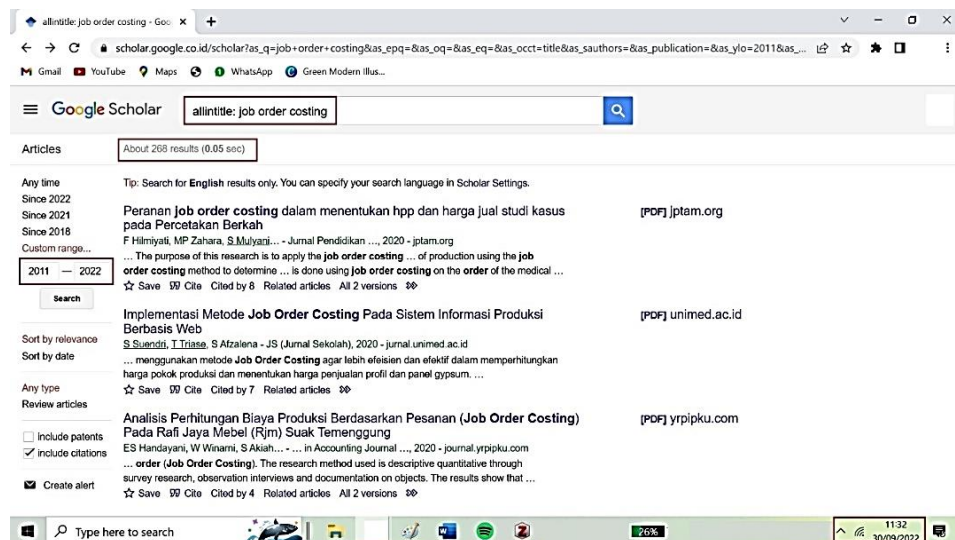 allintitle: job order costing - Goo
scholar.google.co.id/scholar?as_q=job+order+costing&as_epq=&as_oq=&as_eq=&as_occt=title&as_sauthors=&as_publication=&as_ylo=2011&as_...
Gmail YouTube Maps WhatsApp Green Modern Illus...
Google Scholar
allintitle: job order costing
Articles
About 268 results (0.05 sec)
Any time
Since 2022
Since 2021
Since 2018
Custom range...
2011 — 2022
Search
Sort by relevance
Sort by date
Any type
Review articles
include patents
include citations
Create alert
Tip: Search for English results only. You can specify your search language in Scholar Settings.
Peranan job order costing dalam menentukan hpp dan harga jual studi kasus
pada Percetakan Berkah
F Hilmiyati, MP Zahara, S Mulyani... - Jurnal Pendidikan ..., 2020 - jptam.org
... The purpose of this research is to apply the job order costing ... of production using the job
order costing method to determine ... is done using job order costing on the order of the medical ...
Save Cite Cited by 8 Related articles All 2 versions
[PDF] jptam.org
Implementasi Metode Job Order Costing Pada Sistem Informasi Produksi
Berbasis Web
S Suendri, T Triase, S Afzalena - JS (Jurnal Sekolah), 2020 - jurnal.unimed.ac.id
... menggunakan metode Job Order Costing agar lebih efeisien dan efektif dalam memperhitungkan
harga pokok produksi dan menentukan harga penjualan profil dan panel gypsum. ...
Save Cite Cited by 7 Related articles
[PDF] unimed.ac.id
Analisis Perhitungan Biaya Produksi Berdasarkan Pesanan (Job Order Costing)
Pada Rafi Jaya Mebel (Rjm) Suak Temenggung
ES Handayani, W Winarni, S Akiah... - ... in Accounting Journal ..., 2020 - journal.yrpipku.com
... order (Job Order Costing). The research method used is descriptive quantitative through
survey research, observation interviews and documentation on objects. The results show that ...
Save Cite Cited by 4 Related articles All 2 versions
[PDF] yrpipku.com
Type here to search
26%
11:32
30/09/2022